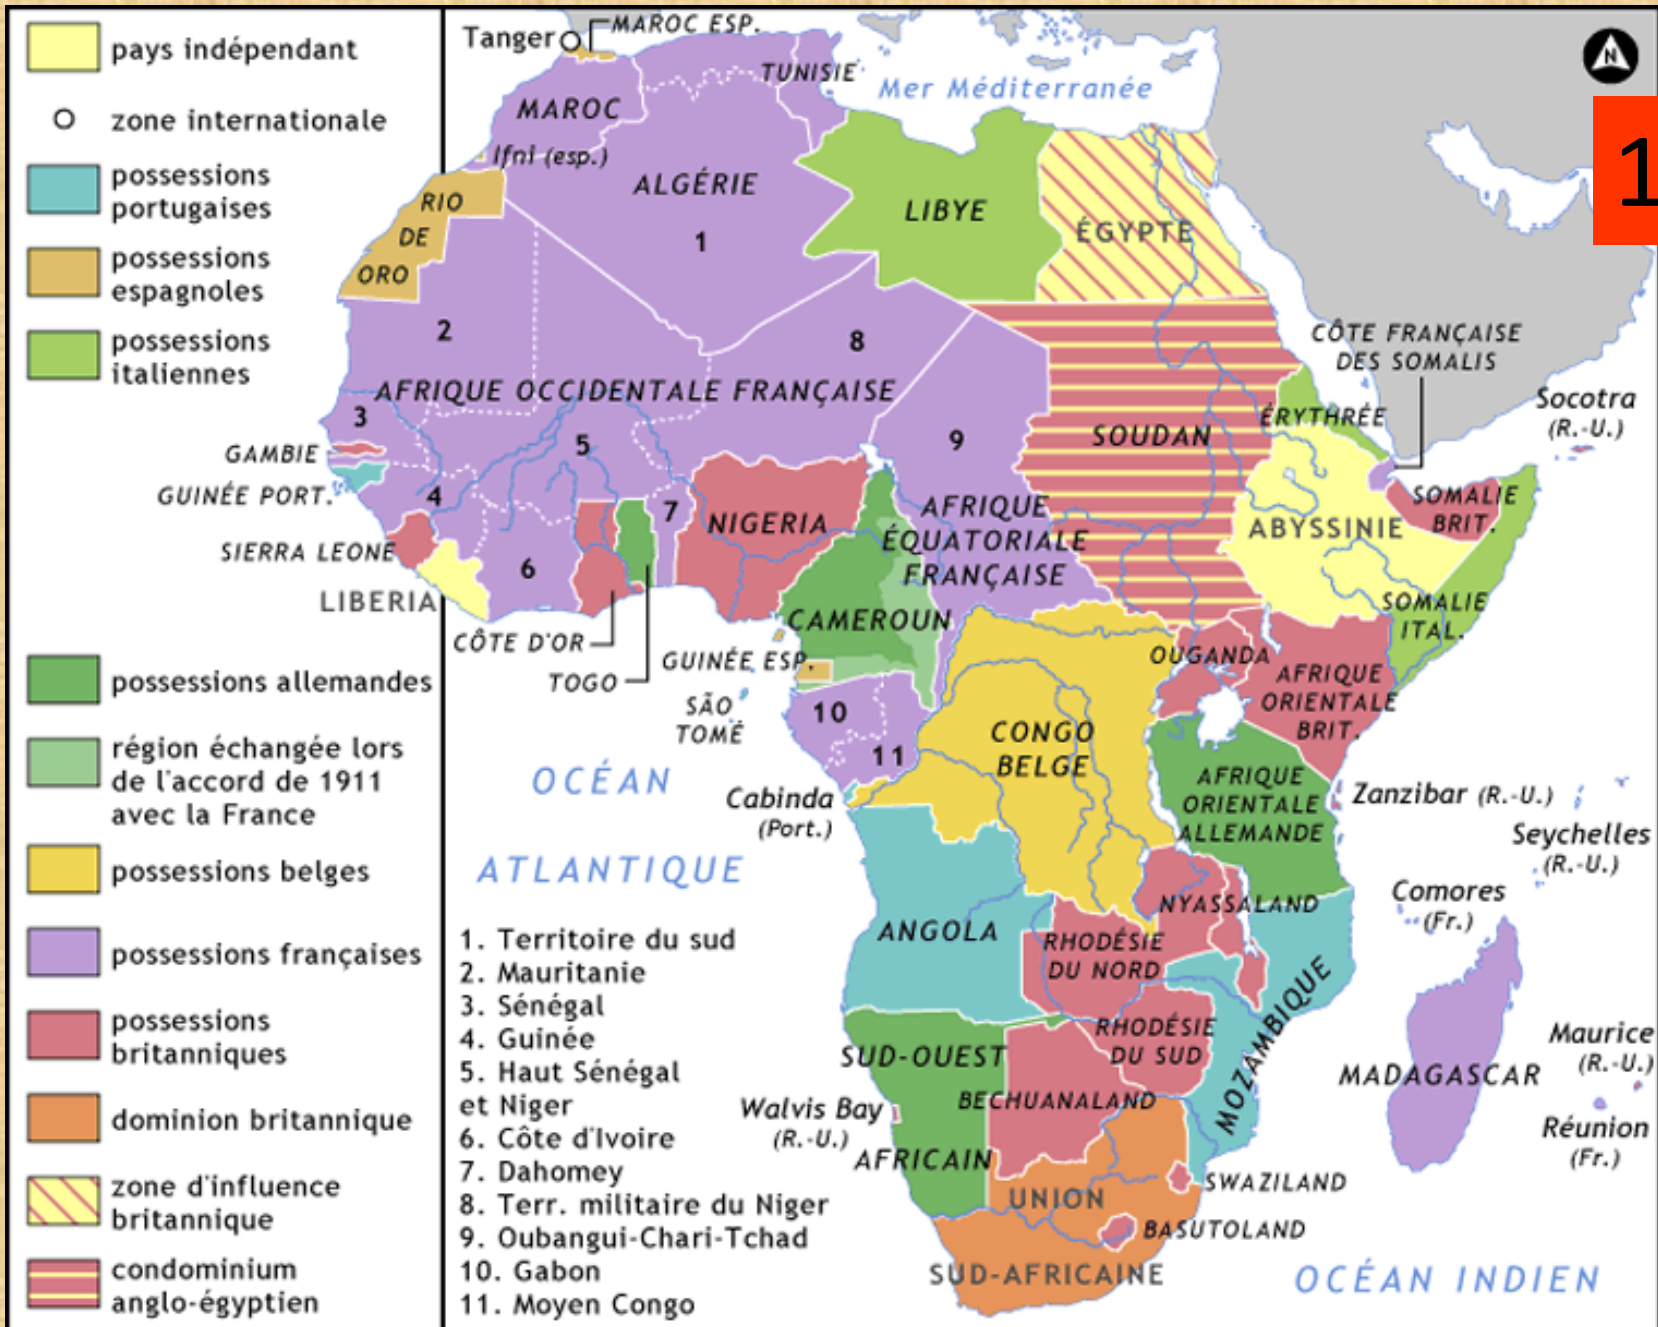 pays indépendant
zone internationale
possessions
portugaises
possessions
espagnoles
possessions
italiennes
possessions allemandes
région échangée lors
de l'accord de 1911
avec la France
possessions belges
possessions françaises
possessions
britanniques
dominion britannique
zone d'influence
britannique
condominium
anglo-égyptien
Tanger
MAROC ESP.
TUNISIE
Mer Méditerranée
N
1
MAROC
Ifni (esp.)
ALGÉRIE
1
LIBYE
ÉGYPTE
RIO
DE
ORO
2
8
CÔTE FRANÇAISE
DES SOMALIS
AFRIQUE OCCIDENTALE FRANÇAISE
3
5
9
SOUDAN
ÉRYTHRÉE
Socotra
(R.-U.)
GAMBIE
GUINÉE PORT.
4
7
NIGERIA
AFRIQUE
ÉQUATORIALE
FRANÇAISE
ABYSSINIE
SOMALIE
BRIT.
SIERRA LEONE
6
LIBERIA
CÔTE D'OR
TOGO
CAMEROUN
SOMALIE
ITAL.
GUINÉE ESP.
OUGANDA
AFRIQUE
ORIENTALE
BRIT.
SÃO
TOMÉ
10
11
CONGO
BELGE
OCÉAN
ATLANTIQUE
Cabinda
(Port.)
AFRIQUE
ORIENTALE
ALLEMANDE
Zanzibar (R.-U.)
Seychelles
(R.-U.)
Comores
(Fr.)
ANGOLA
NYASSALAND
RHODÉSIE
DU NORD
RHODÉSIE
DU SUD
MOZAMBIQUE
SUD-OUEST
AFRICAIN
BECHUANALAND
Walvis Bay
(R.-U.)
MADAGASCAR
Maurice
(R.-U.)
Réunion
(Fr.)
SWAZILAND
BASUTOLAND
UNION
SUD-AFRICAINE
OCÉAN INDIEN
1. Territoire du sud
2. Mauritanie
3. Sénégal
4. Guinée
5. Haut Sénégal
et Niger
6. Côte d'Ivoire
7. Dahomey
8. Terr. militaire du Niger
9. Oubangui-Chari-Tchad
10. Gabon
11. Moyen Congo